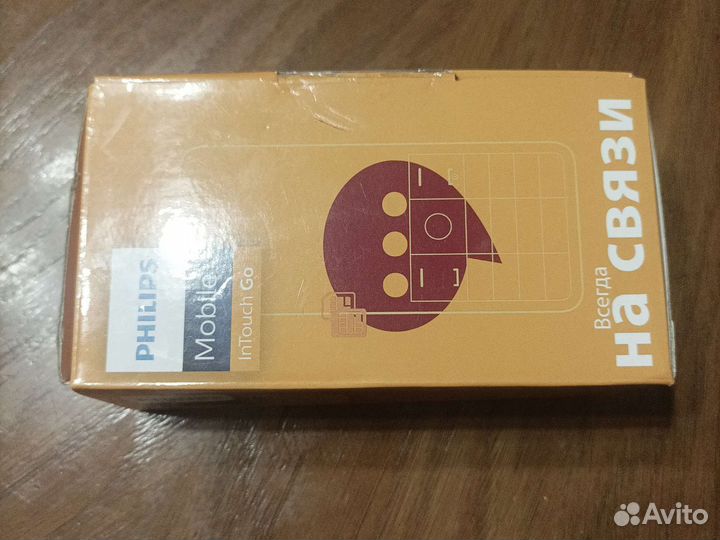 Всегда
на связи
PHILIPS
Mobile
InTouch Go
Avito